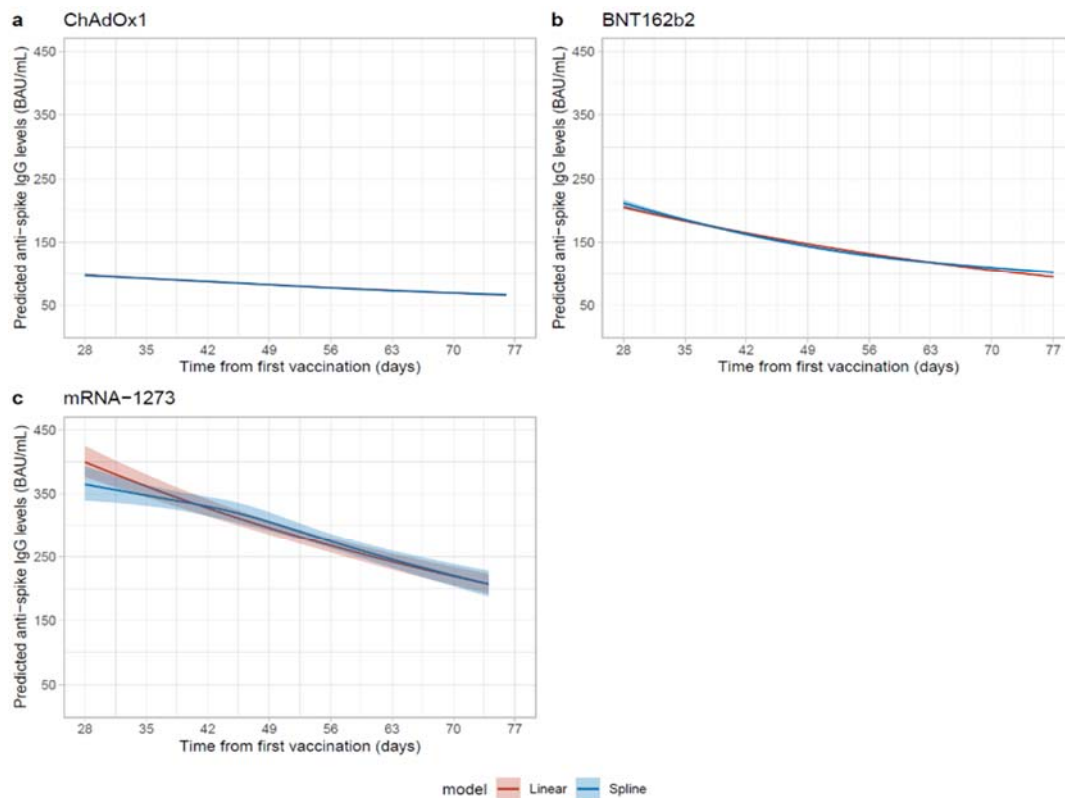 a ChAdOx1
Predicted anti−spike IgG levels (BAU/mL)
450
350
250
150
50
28 35 42 49 56 63 70 77
Time from first vaccination (days)
b BNT162b2
Predicted anti−spike IgG levels (BAU/mL)
450
350
250
150
50
28 35 42 49 56 63 70 77
Time from first vaccination (days)
c mRNA−1273
Predicted anti−spike IgG levels (BAU/mL)
450
350
250
150
50
28 35 42 49 56 63 70 77
Time from first vaccination (days)
model Linear Spline